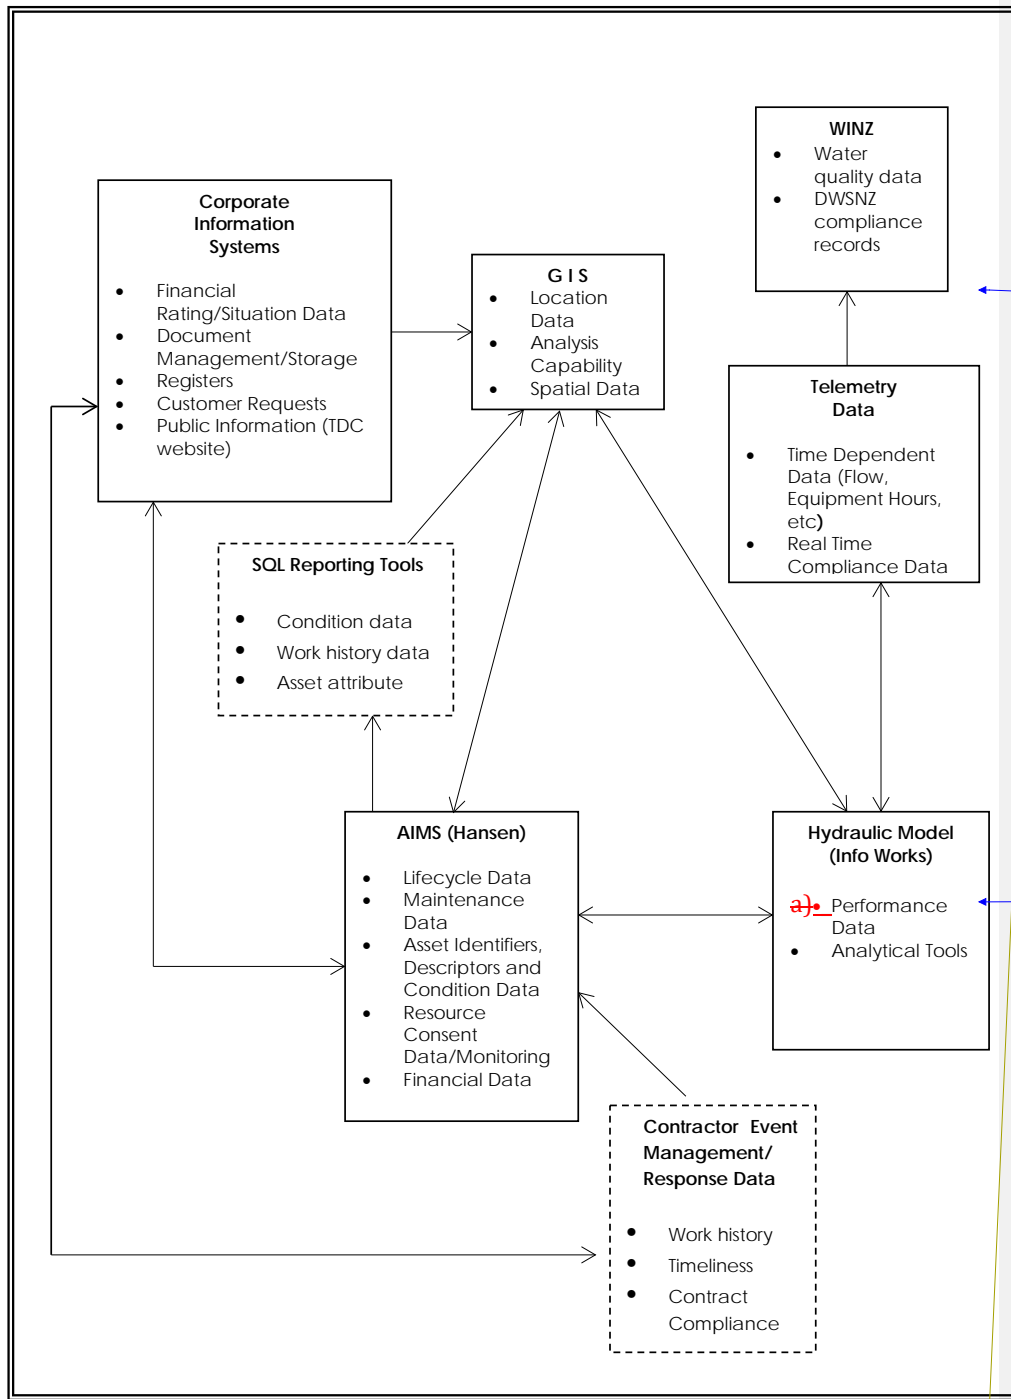 WINZ
• Water
quality data
• DWSNZ
compliance
records
Corporate
Information
Systems
• Financial
Rating/Situation Data
• Document
Management/Storage
• Registers
• Customer Requests
• Public Information (TDC
website)
G I S
• Location
Data
• Analysis
Capability
• Spatial Data
Telemetry
Data
• Time Dependent
Data (Flow,
Equipment Hours,
etc)
• Real Time
Compliance Data
SQL Reporting Tools
• Condition data
• Work history data
• Asset attribute
AIMS (Hansen)
• Lifecycle Data
• Maintenance
Data
• Asset Identifiers,
Descriptors and
Condition Data
• Resource
Consent
Data/Monitoring
• Financial Data
Hydraulic Model
(Info Works)
a)• Performance
Data
• Analytical Tools
Contractor Event
Management/
Response Data
• Work history
• Timeliness
• Contract
Compliance